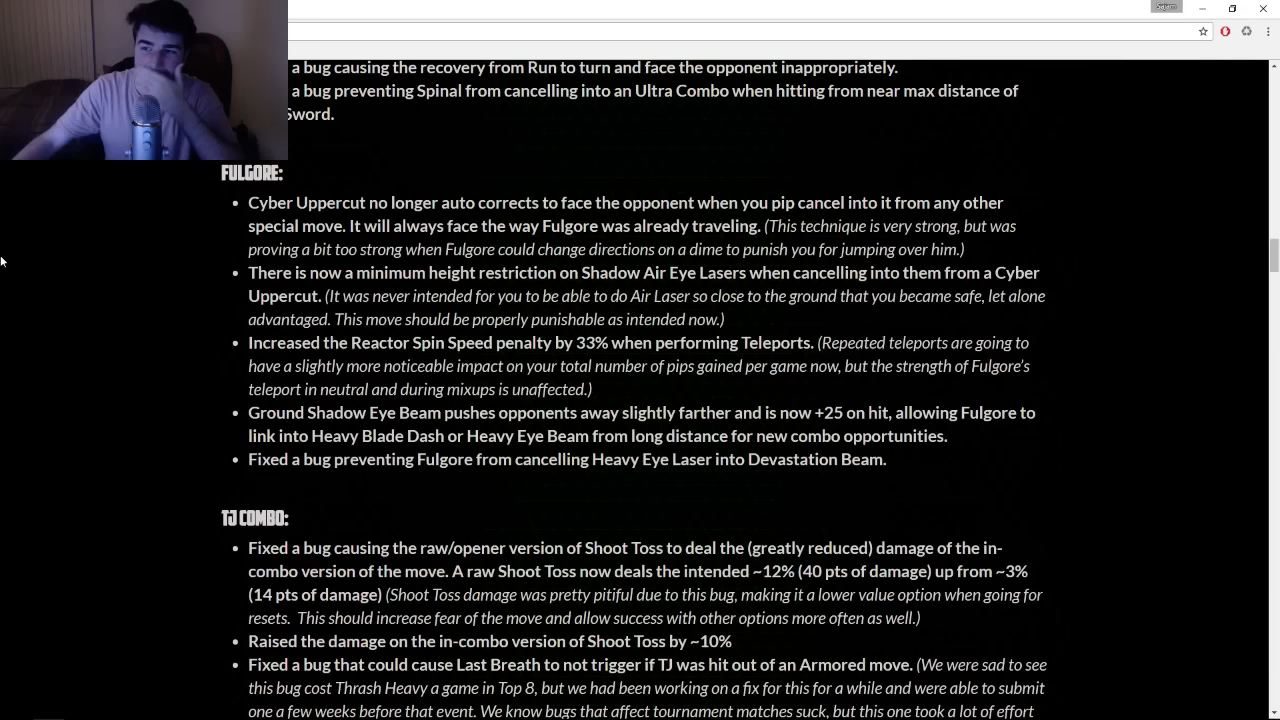 Sajam
a bug causing the recovery from Run to turn and face the opponent inappropriately.
a bug preventing Spinal from cancelling into an Ultra Combo when hitting from near max distance of
Sword.
FULGORE:
• Cyber Uppercut no longer auto corrects to face the opponent when you pip cancel into it from any other
special move. It will always face the way Fulgore was already traveling. (This technique is very strong, but was
proving a bit too strong when Fulgore could change directions on a dime to punish you for jumping over him.)
• There is now a minimum height restriction on Shadow Air Eye Lasers when cancelling into them from a Cyber
Uppercut. (It was never intended for you to be able to do Air Laser so close to the ground that you became safe, let alone
advantaged. This move should be properly punishable as intended now.)
• Increased the Reactor Spin Speed penalty by 33% when performing Teleports. (Repeated teleports are going to
have a slightly more noticeable impact on your total number of pips gained per game now, but the strength of Fulgore's
teleport in neutral and during mixups is unaffected.)
• Ground Shadow Eye Beam pushes opponents away slightly farther and is now +25 on hit, allowing Fulgore to
link into Heavy Blade Dash or Heavy Eye Beam from long distance for new combo opportunities.
• Fixed a bug preventing Fulgore from cancelling Heavy Eye Laser into Devastation Beam.
TJ COMBO:
• Fixed a bug causing the raw/opener version of Shoot Toss to deal the (greatly reduced) damage of the in-
combo version of the move. A raw Shoot Toss now deals the intended ~12% (40 pts of damage) up from ~3%
(14 pts of damage) (Shoot Toss damage was pretty pitiful due to this bug, making it a lower value option when going for
resets. This should increase fear of the move and allow success with other options more often as well.)
• Raised the damage on the in-combo version of Shoot Toss by ~10%
• Fixed a bug that could cause Last Breath to not trigger if TJ was hit out of an Armored move. (We were sad to see
this bug cost Thrash Heavy a game in Top 8, but we had been working on a fix for this for a while and were able to submit
one a few weeks before that event. We know bugs that affect tournament matches suck, but this one took a lot of effort